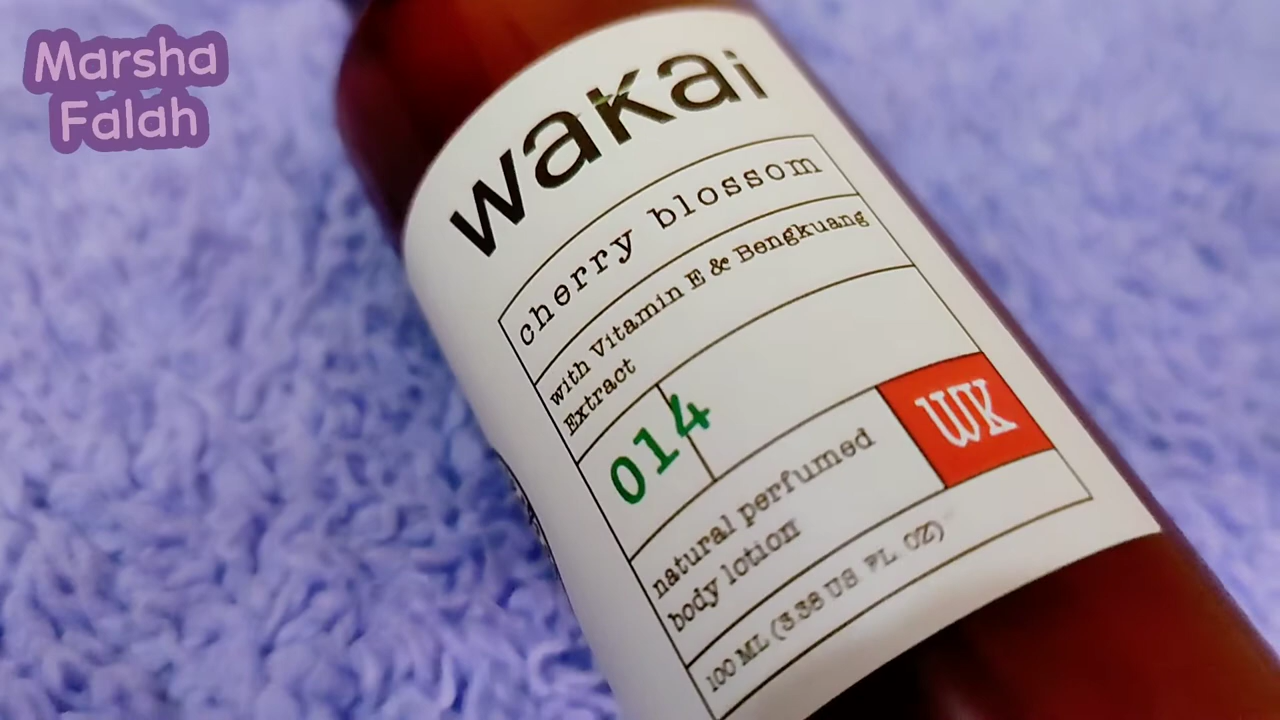 Marsha
Falah
wakai
cherry blossom
with Vitamin E & Bengkuang
Extract
014
WK
natural perfumed
body lotion
100 ML (3.38 US FL. OZ)